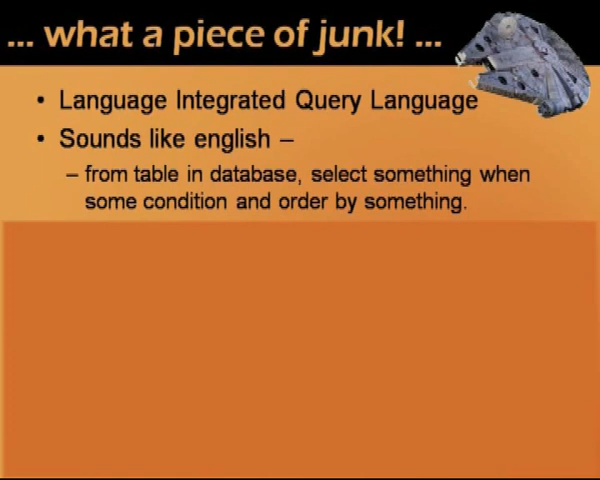 ... what a piece of junk! ...
• Language Integrated Query Language
• Sounds like english –
– from table in database, select something when
some condition and order by something.